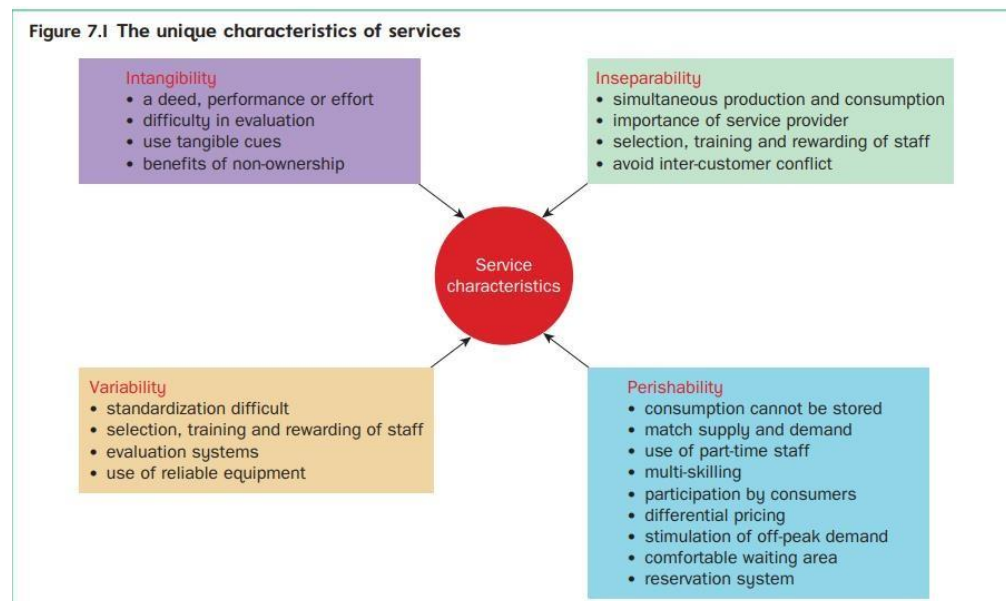 Figure 7.1 The unique characteristics of services
Intangibility
• a deed, performance or effort
• difficulty in evaluation
• use tangible cues
• benefits of non-ownership
Inseparability
• simultaneous production and consumption
• importance of service provider
• selection, training and rewarding of staff
• avoid inter-customer conflict
Service
characteristics
Variability
• standardization difficult
• selection, training and rewarding of staff
• evaluation systems
• use of reliable equipment
Perishability
• consumption cannot be stored
• match supply and demand
• use of part-time staff
• multi-skilling
• participation by consumers
• differential pricing
• stimulation of off-peak demand
• comfortable waiting area
• reservation system